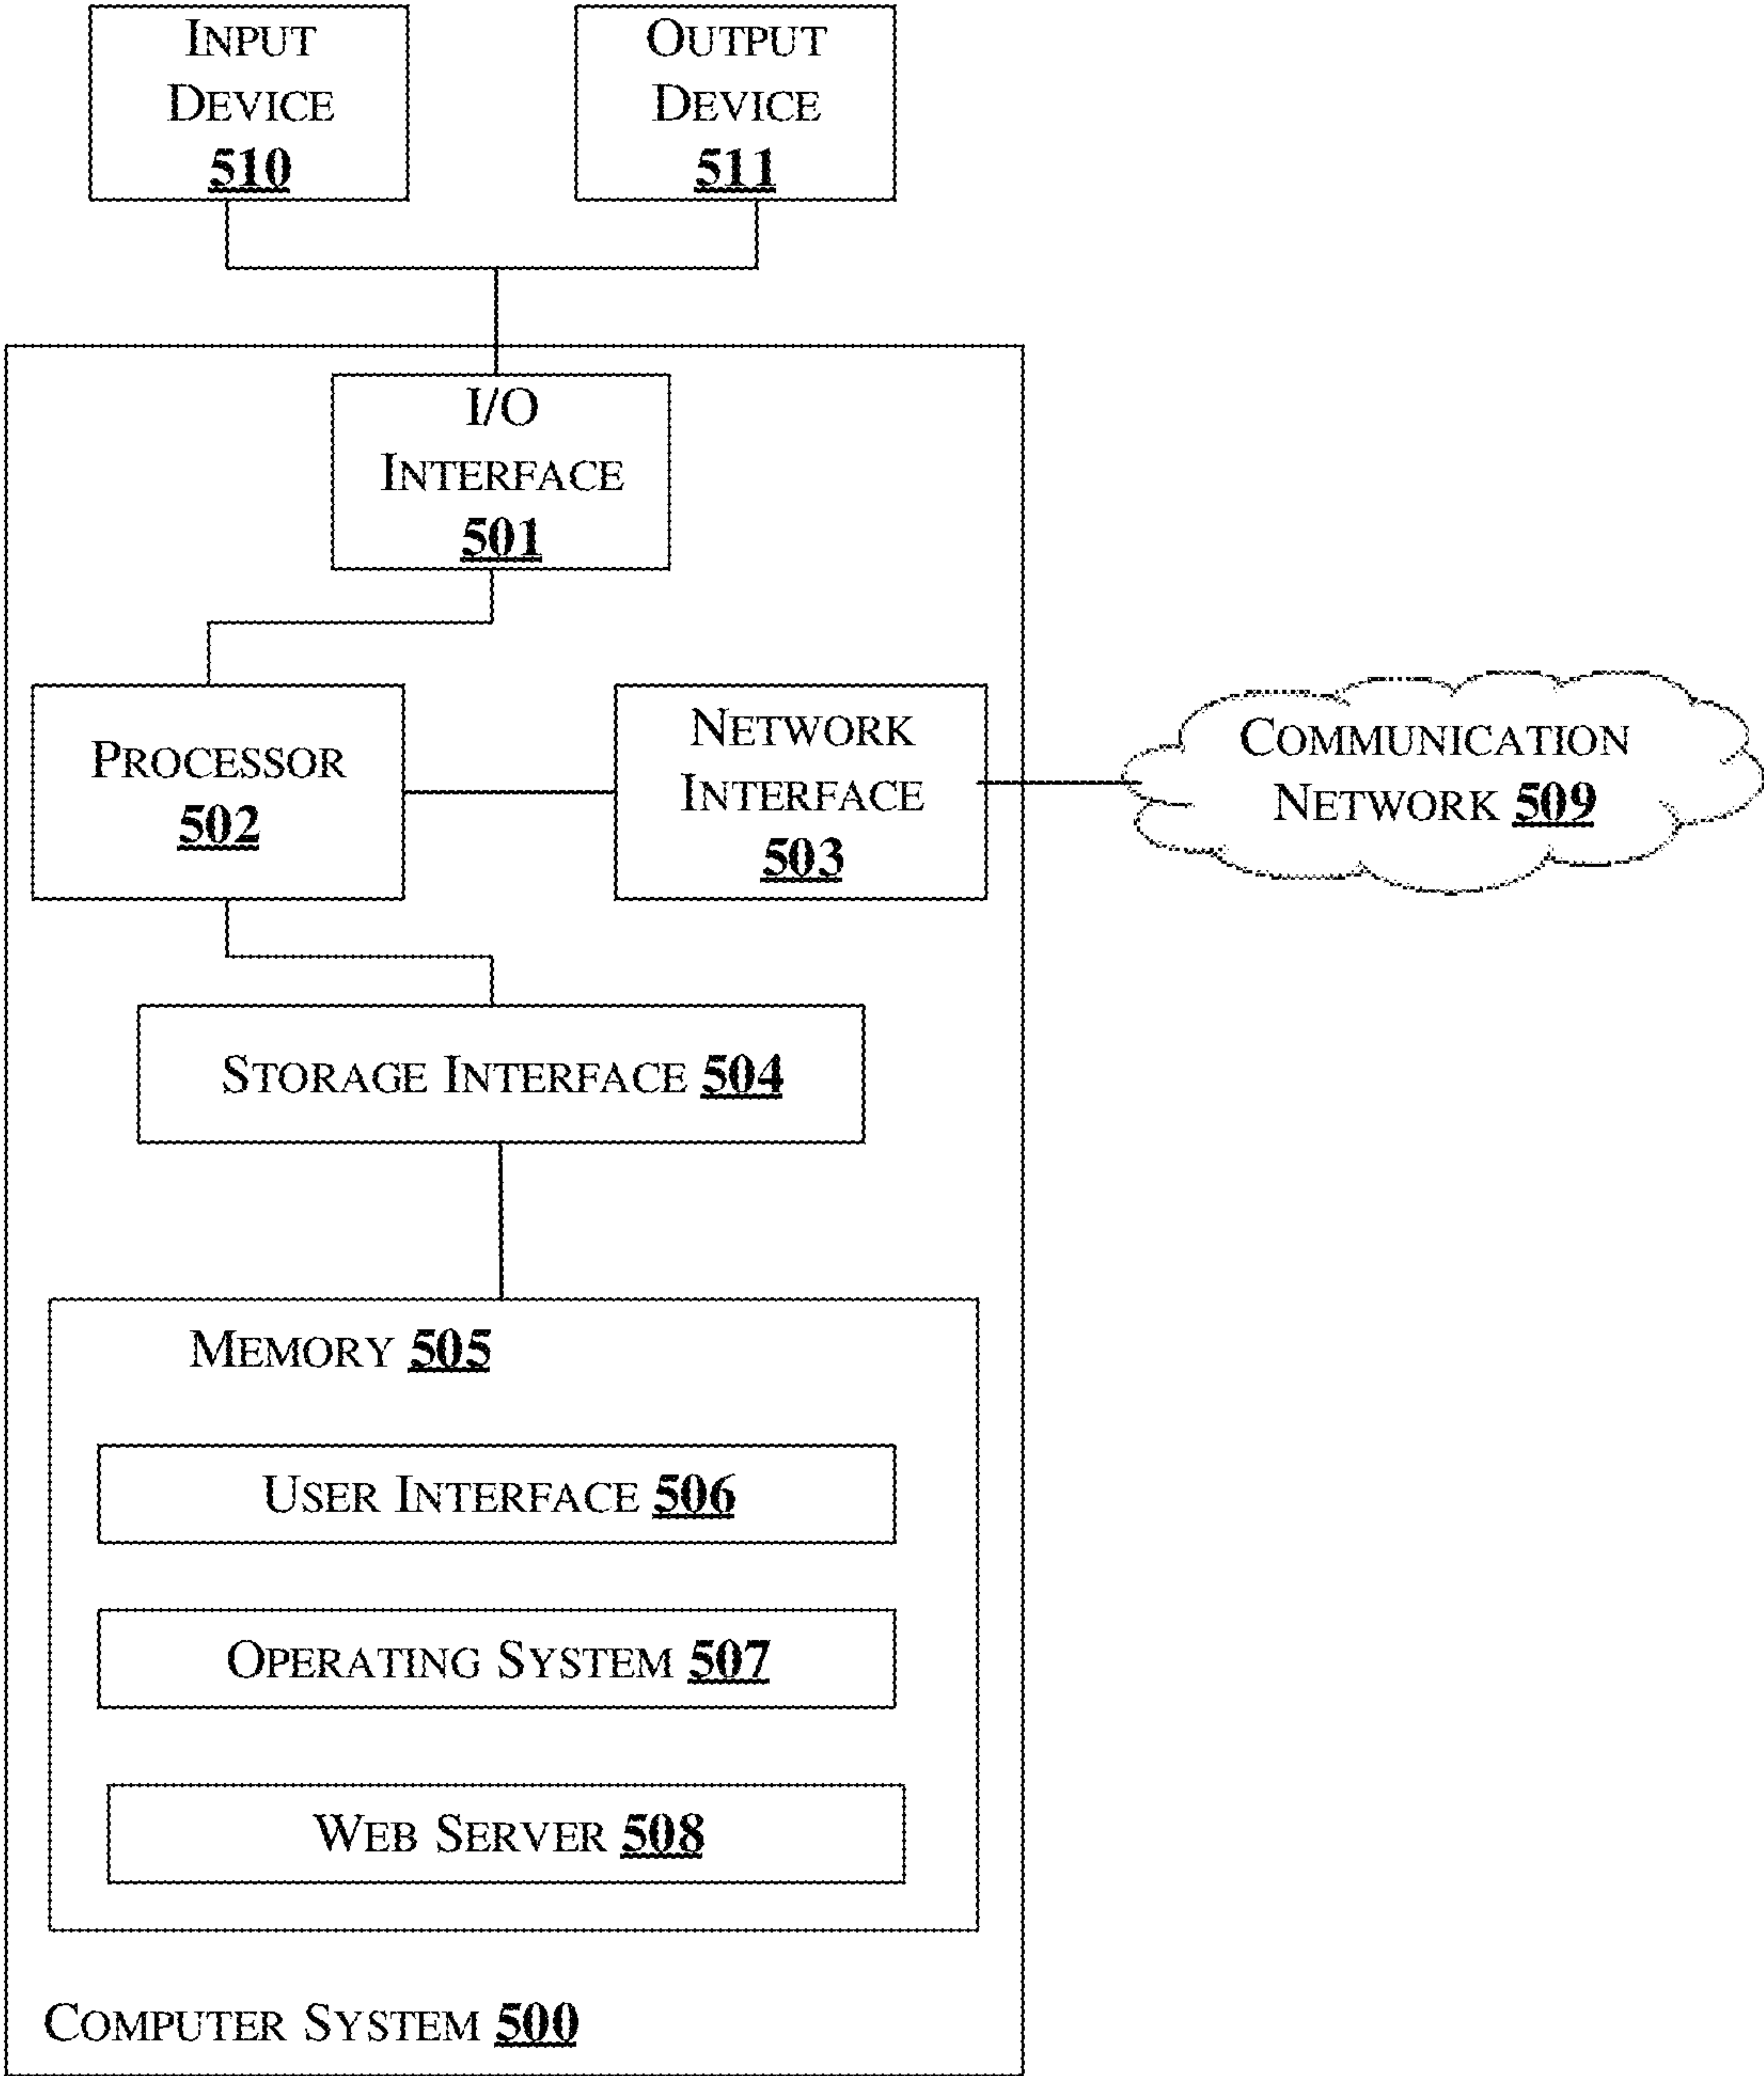 INPUT
DEVICE
510
OUTPUT
DEVICE
511
I/O
INTERFACE
501
PROCESSOR
502
NETWORK
INTERFACE
503
COMMUNICATION
NETWORK 509
STORAGE INTERFACE 504
MEMORY 505
USER INTERFACE 506
OPERATING SYSTEM 507
WEB SERVER 508
COMPUTER SYSTEM 500